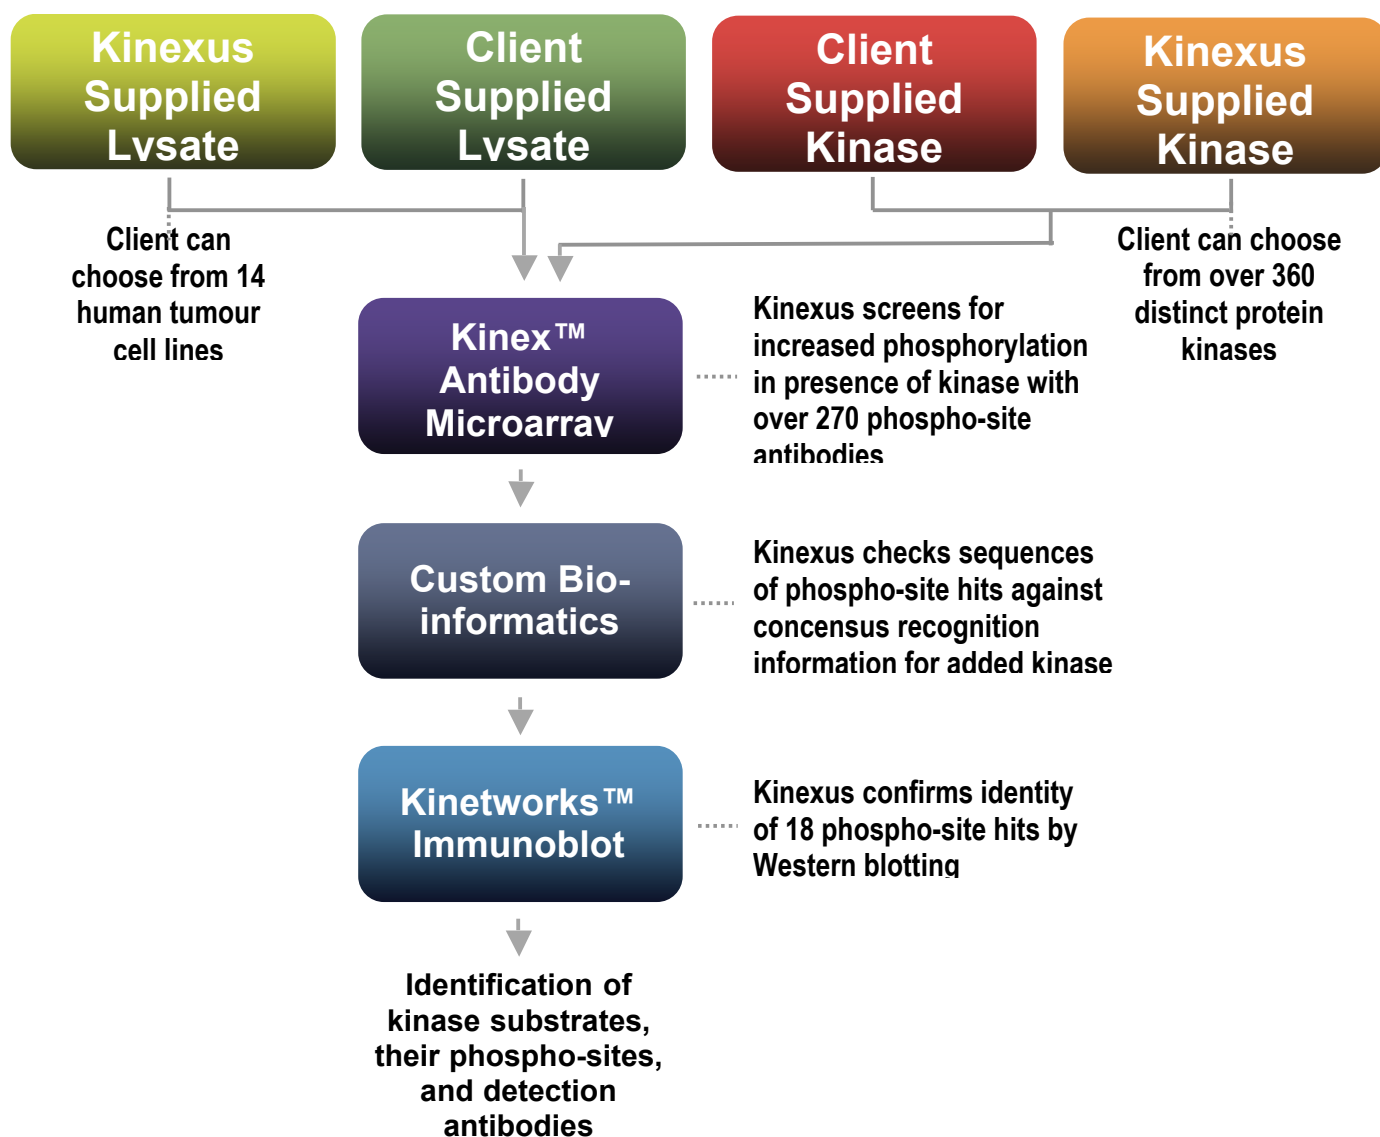 Kinexus
Supplied
Lysate
Client
Supplied
Lysate
Client
Supplied
Kinase
Kinexus
Supplied
Kinase
Client can
choose from 14
human tumour
cell lines
Client can choose
from over 360
distinct protein
kinases
Kinex™
Antibody
Microarray
Kinexus screens for
increased phosphorylation
in presence of kinase with
over 270 phospho-site
antibodies
Custom Bio-
informatics
Kinexus checks sequences
of phospho-site hits against
concensus recognition
information for added kinase
Kinetworks™
Immunoblot
Kinexus confirms identity
of 18 phospho-site hits by
Western blotting
Identification of
kinase substrates,
their phospho-sites,
and detection
antibodies